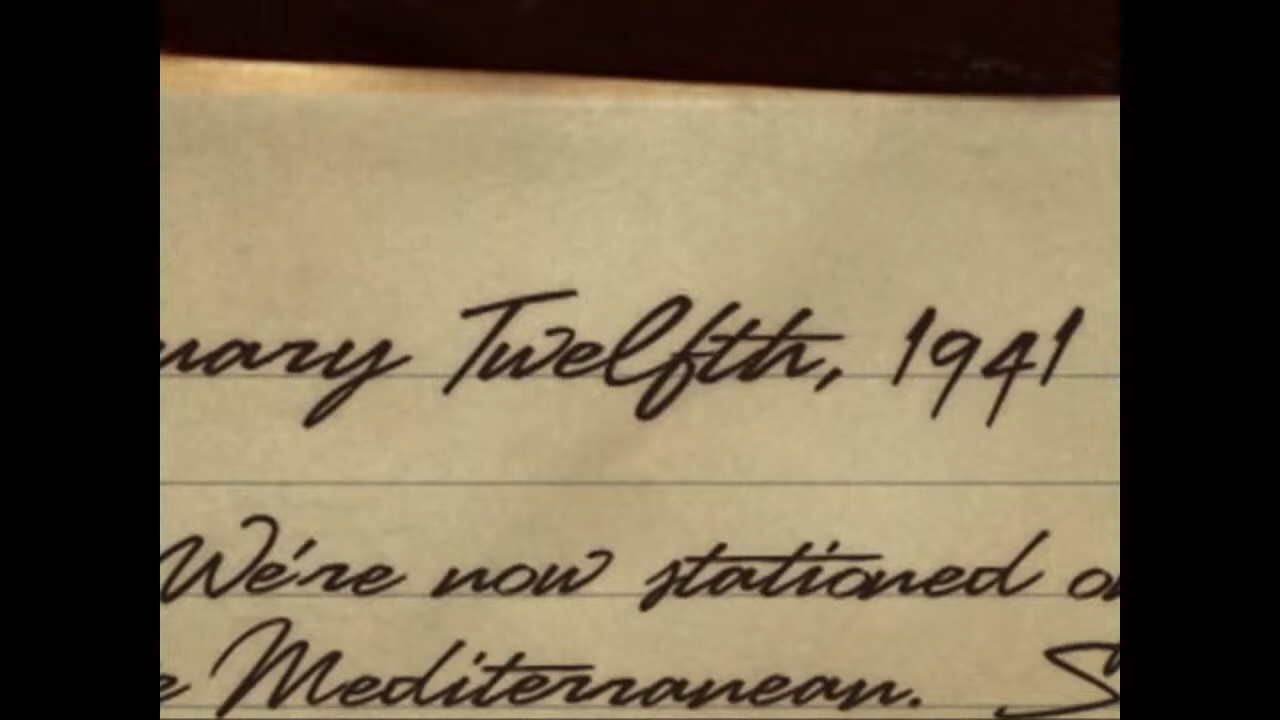 uary Twelfth, 1941
We're now stationed o
e Mediterranean. S